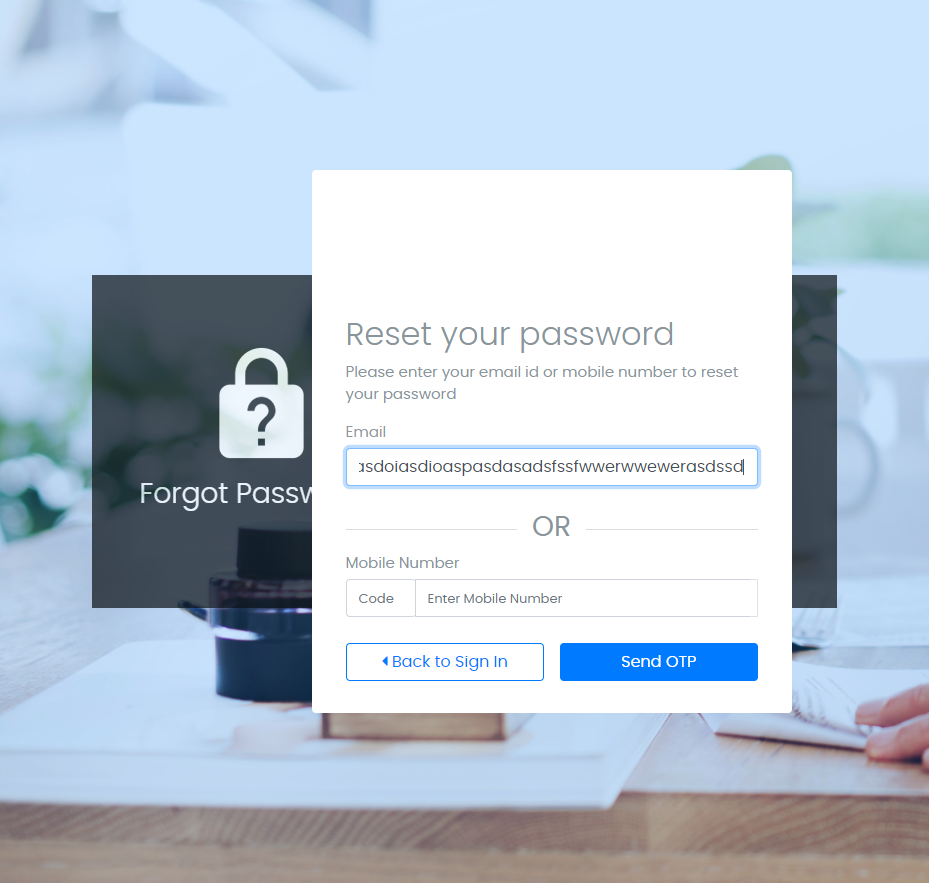 Reset your password
Please enter your email id or mobile number to reset
your password
Email
asdoiasdioaspasdasadsfssfwwerwwewerasdssd
?
Forgot Passw
OR
Mobile Number
Code Enter Mobile Number
Back to Sign In Send OTP